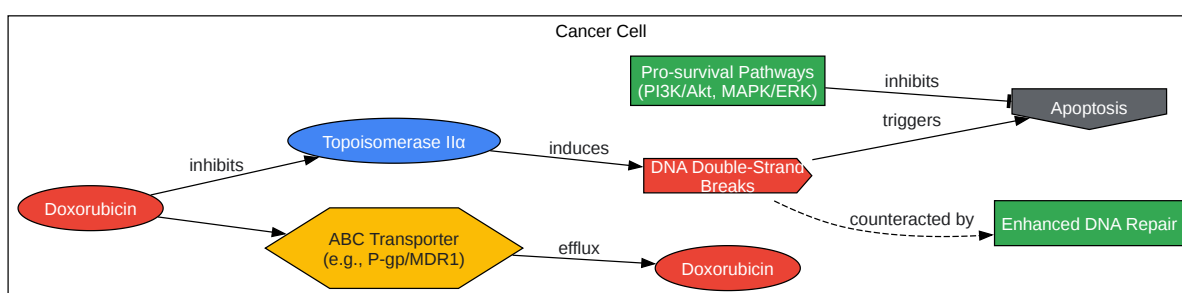 Cancer Cell
Pro-survival Pathways
(PI3K/Akt, MAPK/ERK)
inhibits
Apoptosis
triggers
Topoisomerase IIα
inhibits
induces
DNA Double-Strand
Breaks
Doxorubicin
counteracted by
Enhanced DNA Repair
ABC Transporter
(e.g., P-gp/MDR1)
efflux
Doxorubicin